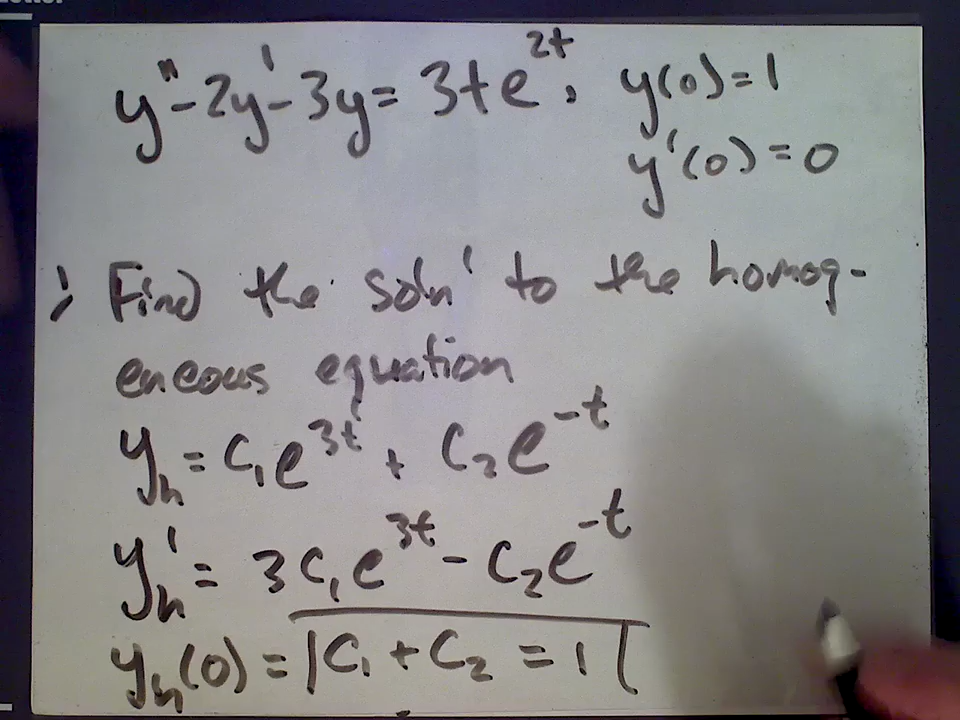 y'' - 2y' - 3y = 3te^{2t}, y(0) = 1
y'(0) = 0
Find the soln' to the homog-
eneous equation
y_h = c_1e^{3t} + c_2e^{-t}
y_h' = 3c_1e^{3t} - c_2e^{-t}
y_h(0) = |c_1 + c_2 = 1|